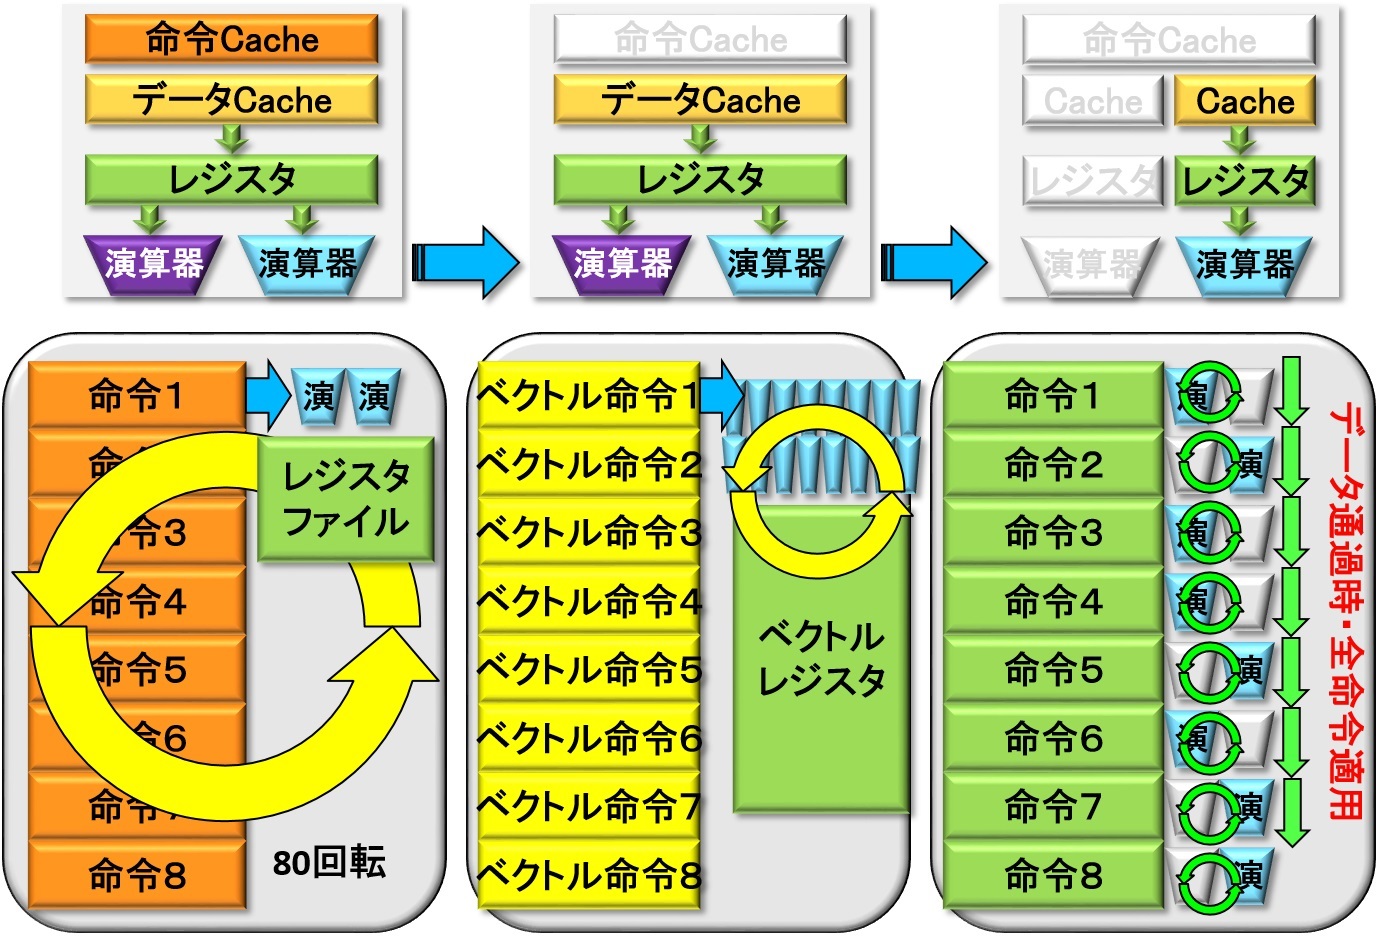 命令Cache
データCache
レジスタ
演算器
演算器
命令Cache
データCache
レジスタ
演算器
演算器
命令Cache
Cache
Cache
レジスタ
レジスタ
演算器
演算器
命令1
演
演
命令3
命令4
命令5
命令7
命令8
レジスタ
ファイル
80回転
ベクトル命令1
ベクトル命令2
ベクトル命令3
ベクトル命令4
ベクトル命令5
ベクトル命令6
ベクトル命令7
ベクトル命令8
ベクトル
レジスタ
命令1
演
命令2
演
命令3
演
命令4
演
命令5
演
命令6
演
命令7
演
命令8
演
データ通過時・全命令適用